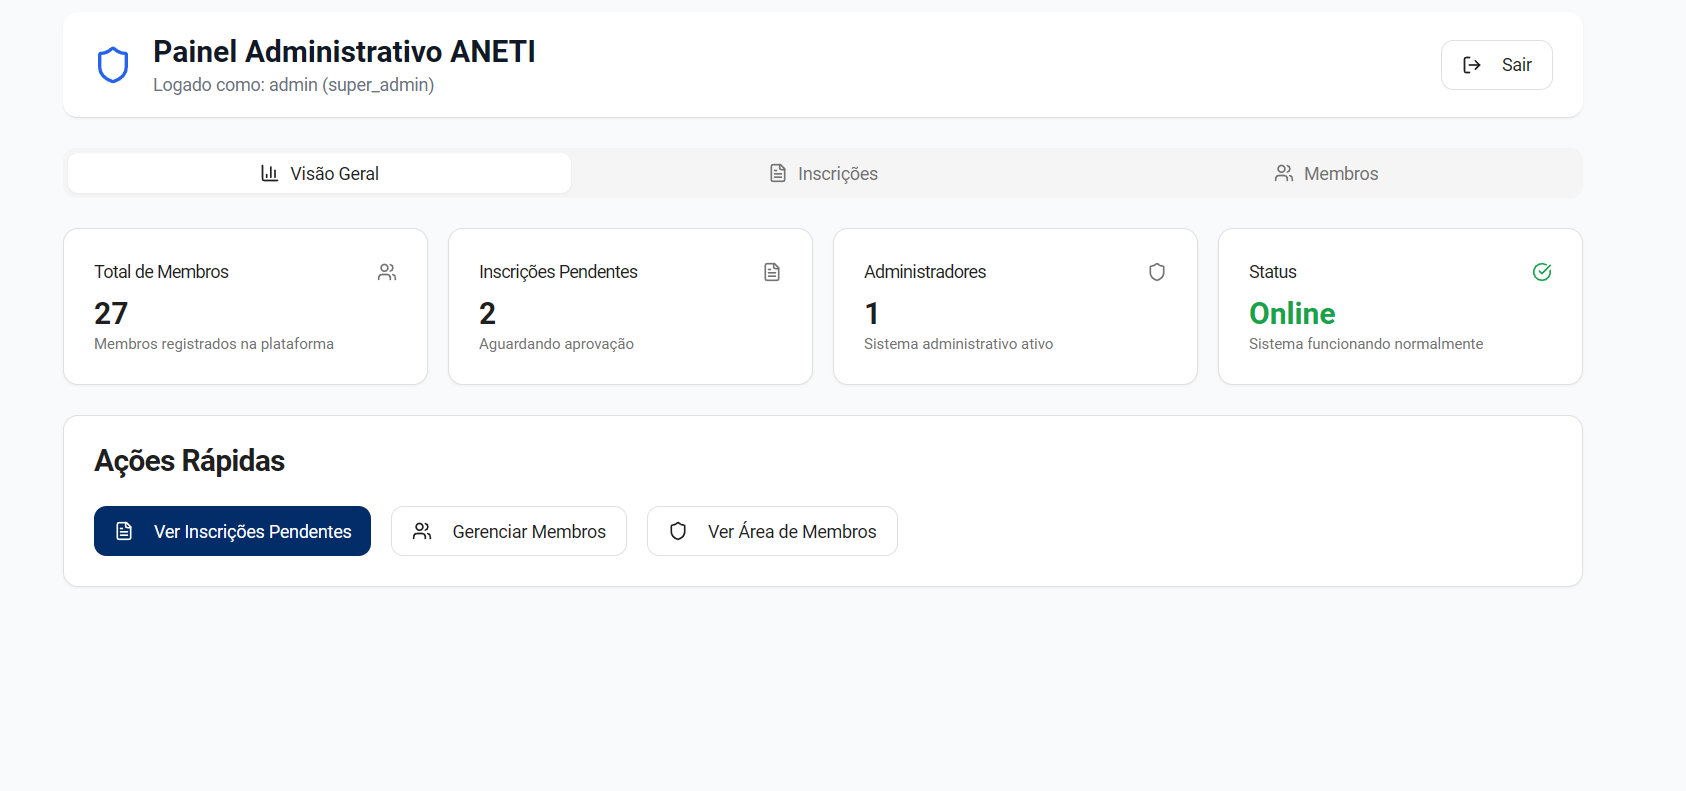 Painel Administrativo ANETI
Logado como: admin (super_admin)
Sair
Visão Geral
Inscrições
Membros
Total de Membros
27
Membros registrados na plataforma
Inscrições Pendentes
2
Aguardando aprovação
Administradores
1
Sistema administrativo ativo
Status
Online
Sistema funcionando normalmente
Ações Rápidas
Ver Inscrições Pendentes
Gerenciar Membros
Ver Área de Membros